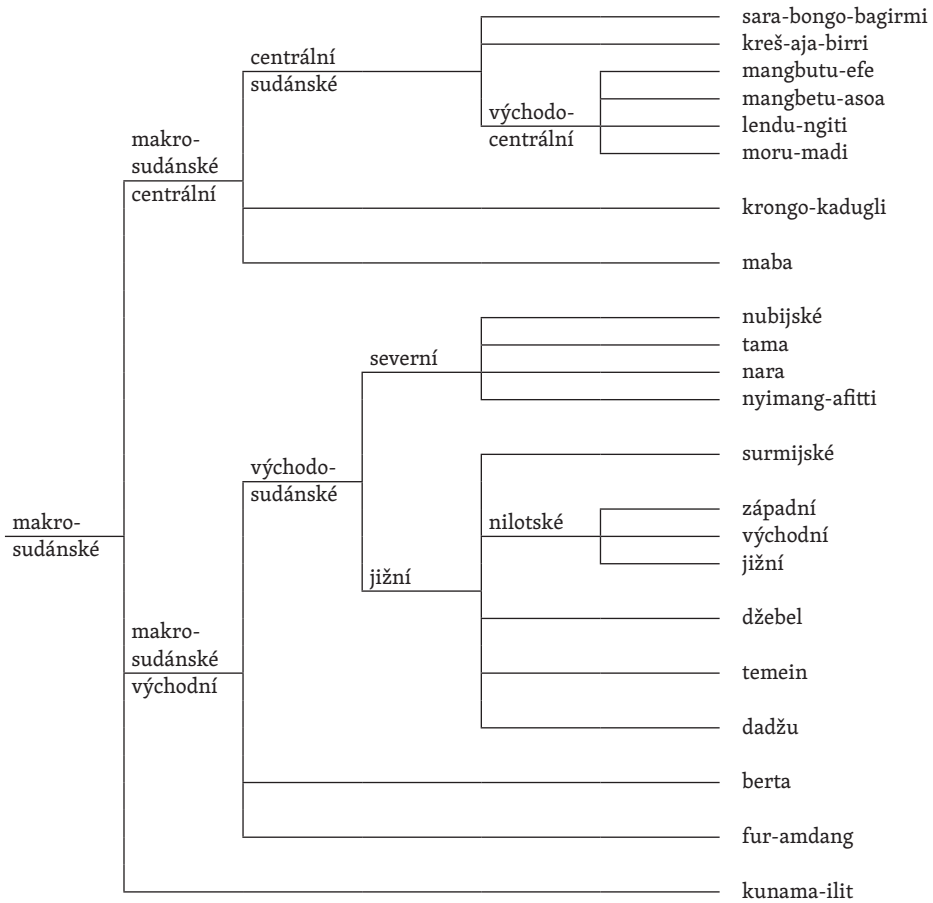 sara-bongo-bagirmi
kreš-aja-birri
centrální
sudánské
mangbutu-efe
mangbetu-asoa
východo-
centrální
lendu-ngiti
moru-madi
makro-
sudánské
centrální
krongo-kadugli
maba
nubijské
tama
severní
nara
nyimang-afitti
surmijské
východo-
sudánské
západní
nilotské
východní
jižní
makro-
sudánské
jižní
džebel
makro-
sudánské
východní
temein
dadžu
berta
fur-amdang
kunama-ilit